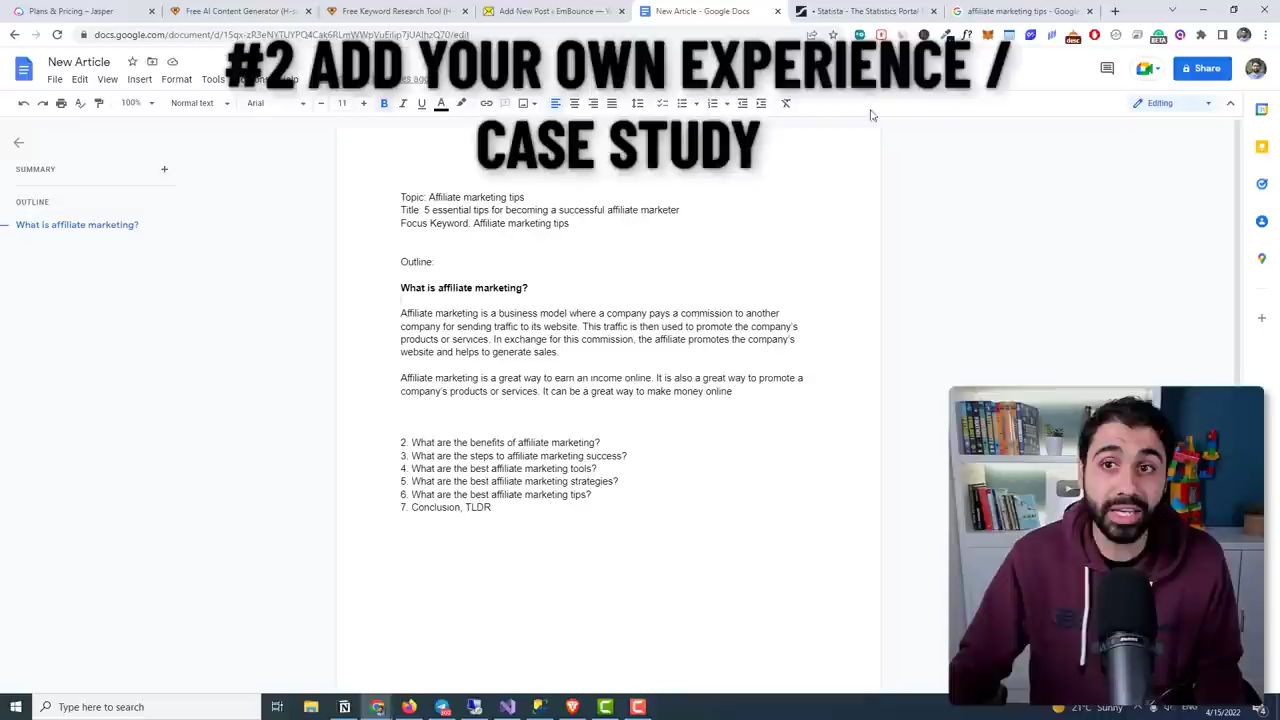 Plans & Pricing – Jasper
Free AI Content Generator (H-s
Free Keyword Research Tool (H
Add New Post ‹ EmBounce — W
New Article - Google Docs
• Statista - The Statistics Portal
affiliate marketing tips - Google
New Article
File Edit View Insert Format Tools
#2 ADD YOUR OWN EXPERIENCE /
CASE STUDY
Share
100% Normal text Arial 11
Editing
SUMMARY
OUTLINE
What is affiliate marketing?
Topic: Affiliate marketing tips
Title: 5 essential tips for becoming a successful affiliate marketer
Focus Keyword. Affiliate marketing tips
Outline:
What is affiliate marketing?
Affiliate marketing is a business model where a company pays a commission to another
company for sending traffic to its website. This traffic is then used to promote the company's
products or services. In exchange for this commission, the affiliate promotes the company's
website and helps to generate sales.
Affiliate marketing is a great way to earn an income online. It is also a great way to promote a
company's products or services. It can be a great way to make money online
2. What are the benefits of affiliate marketing?
3. What are the steps to affiliate marketing success?
4. What are the best affiliate marketing tools?
5. What are the best affiliate marketing strategies?
6. What are the best affiliate marketing tips?
7. Conclusion, TLDR
Type here to search
21°C Sunny
ENG
4/15/2022